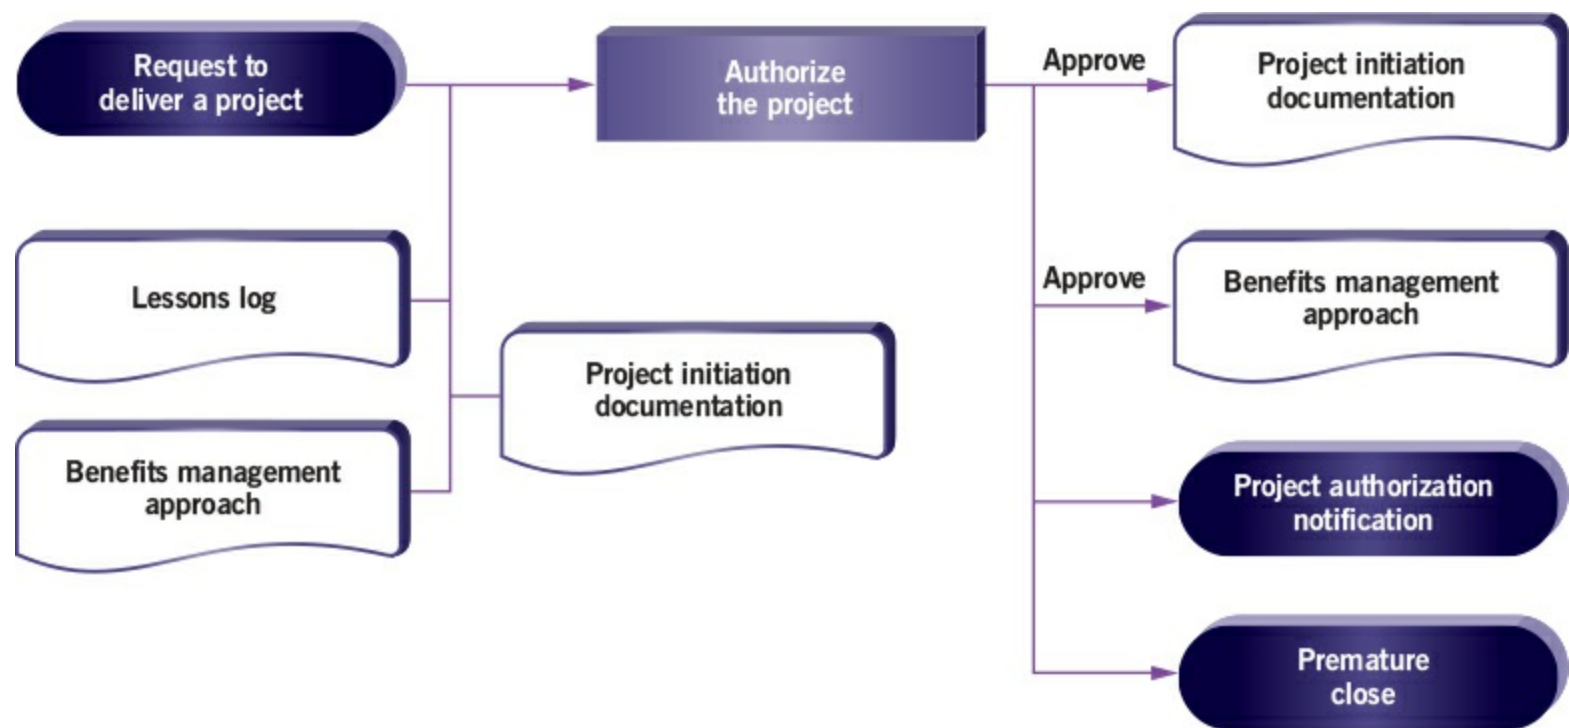 Request to
deliver a project
Authorize
the project
Approve
Project initiation
documentation
Lessons log
Approve
Benefits management
approach
Project initiation
documentation
Benefits management
approach
Project authorization
notification
Premature
close